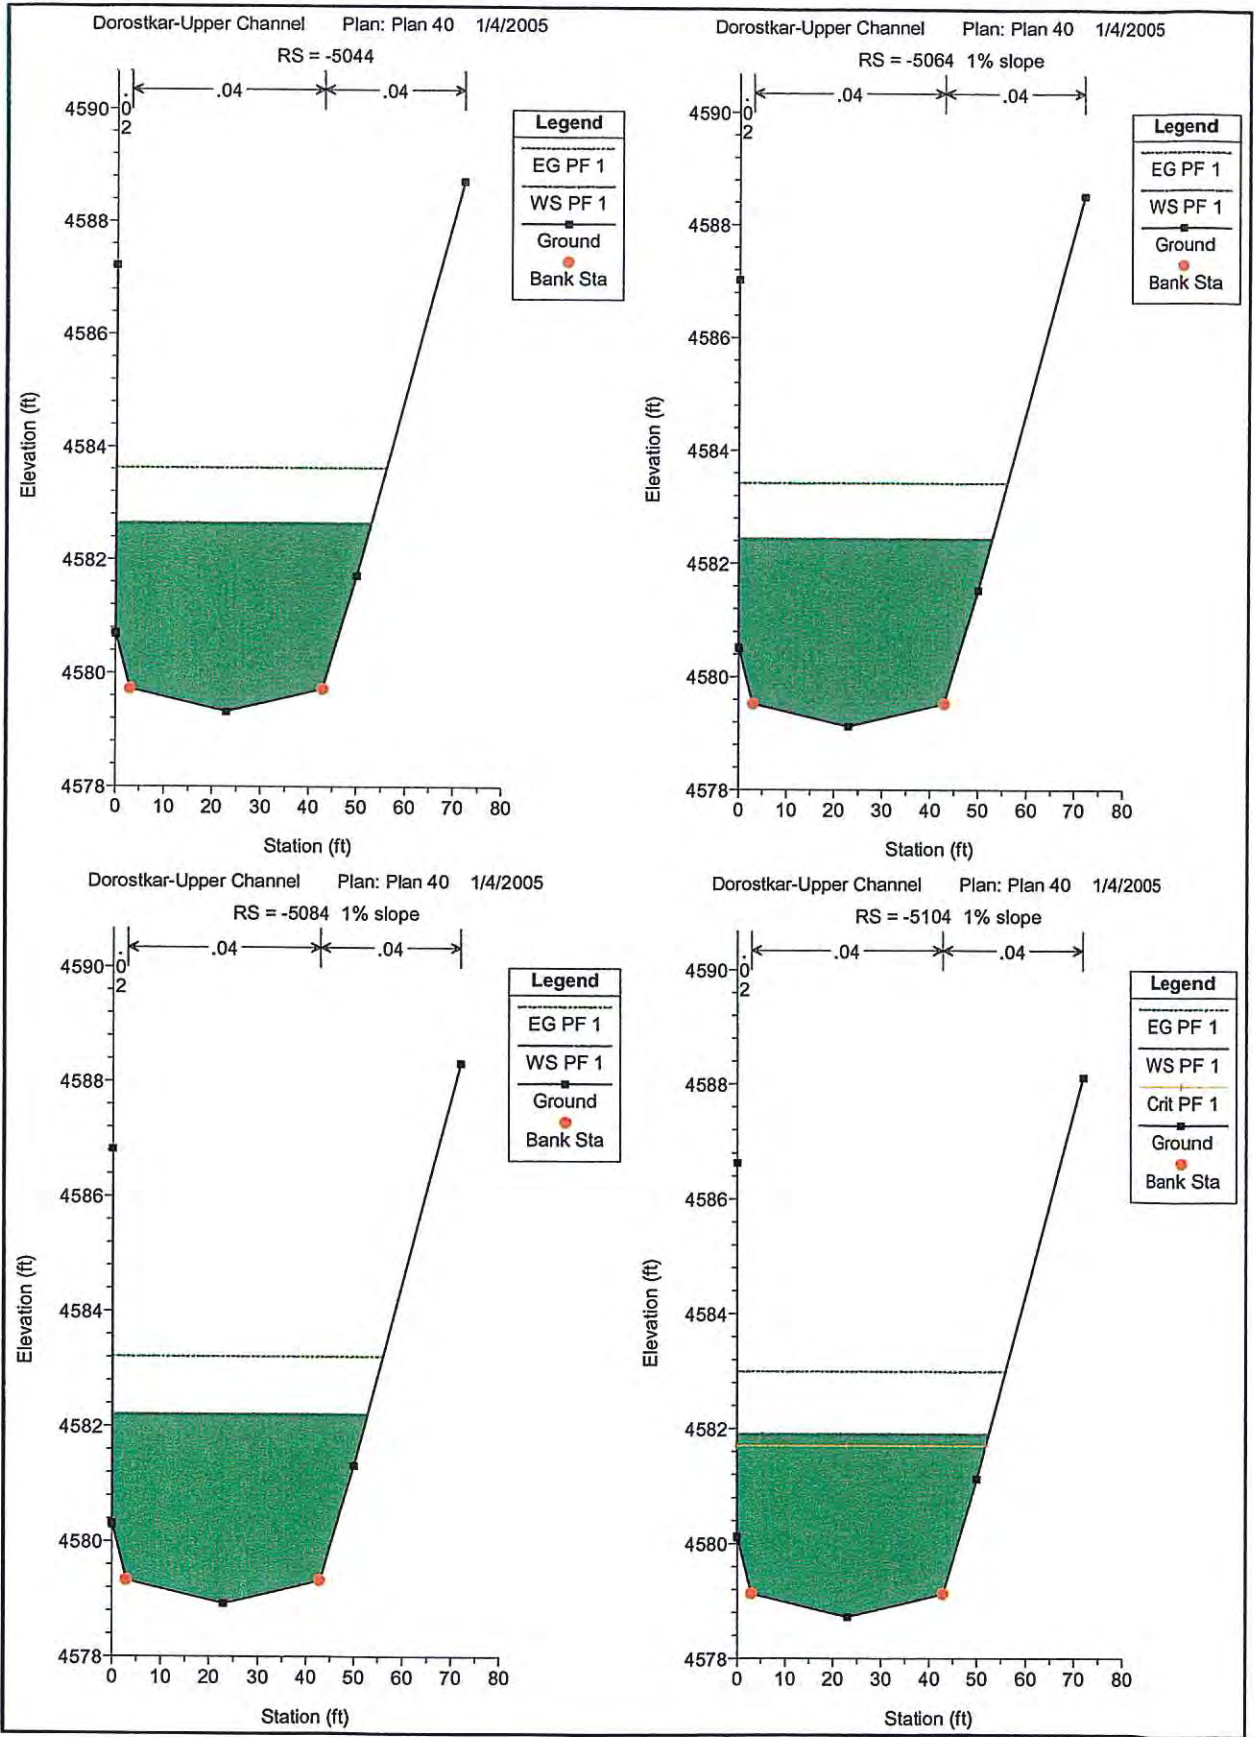 Dorostkar-Upper Channel Plan: Plan 40 1/4/2005
RS = -5044
.02
.04
.04
Legend
EG PF 1
WS PF 1
Ground
Bank Sta
4590
4588
4586
4584
4582
4580
4578
Elevation (ft)
0 10 20 30 40 50 60 70 80
Station (ft)
Dorostkar-Upper Channel Plan: Plan 40 1/4/2005
RS = -5064 1% slope
.02
.04
.04
Legend
EG PF 1
WS PF 1
Ground
Bank Sta
4590
4588
4586
4584
4582
4580
4578
Elevation (ft)
0 10 20 30 40 50 60 70 80
Station (ft)
Dorostkar-Upper Channel Plan: Plan 40 1/4/2005
RS = -5084 1% slope
.02
.04
.04
Legend
EG PF 1
WS PF 1
Ground
Bank Sta
4590
4588
4586
4584
4582
4580
4578
Elevation (ft)
0 10 20 30 40 50 60 70 80
Station (ft)
Dorostkar-Upper Channel Plan: Plan 40 1/4/2005
RS = -5104 1% slope
.02
.04
.04
Legend
EG PF 1
WS PF 1
Crit PF 1
Ground
Bank Sta
4590
4588
4586
4584
4582
4580
4578
Elevation (ft)
0 10 20 30 40 50 60 70 80
Station (ft)